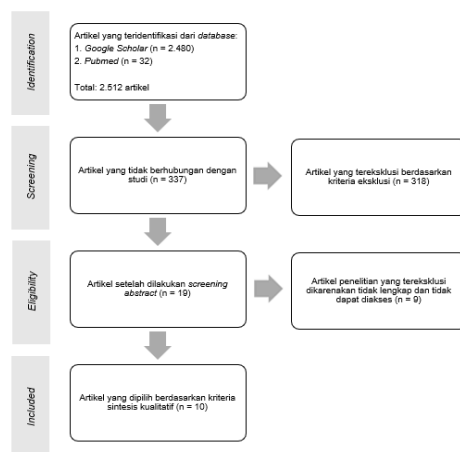 Identification
Artikel yang teridentifikasi dari database:
1. Google Scholar (n = 2.480)
2. Pubmed (n = 32)
Total: 2.512 artikel
Screening
Artikel yang tidak berhubungan dengan
studi (n = 337)
Artikel yang tereksklusi berdasarkan
kriteria eksklusi (n = 318)
Eligibility
Artikel setelah dilakukan screening
abstract (n = 19)
Artikel penelitian yang tereksklusi
dikarenakan tidak lengkap dan tidak
dapat diakses (n = 9)
Included
Artikel yang dipilih berdasarkan kriteria
sintesis kualitatif (n = 10)